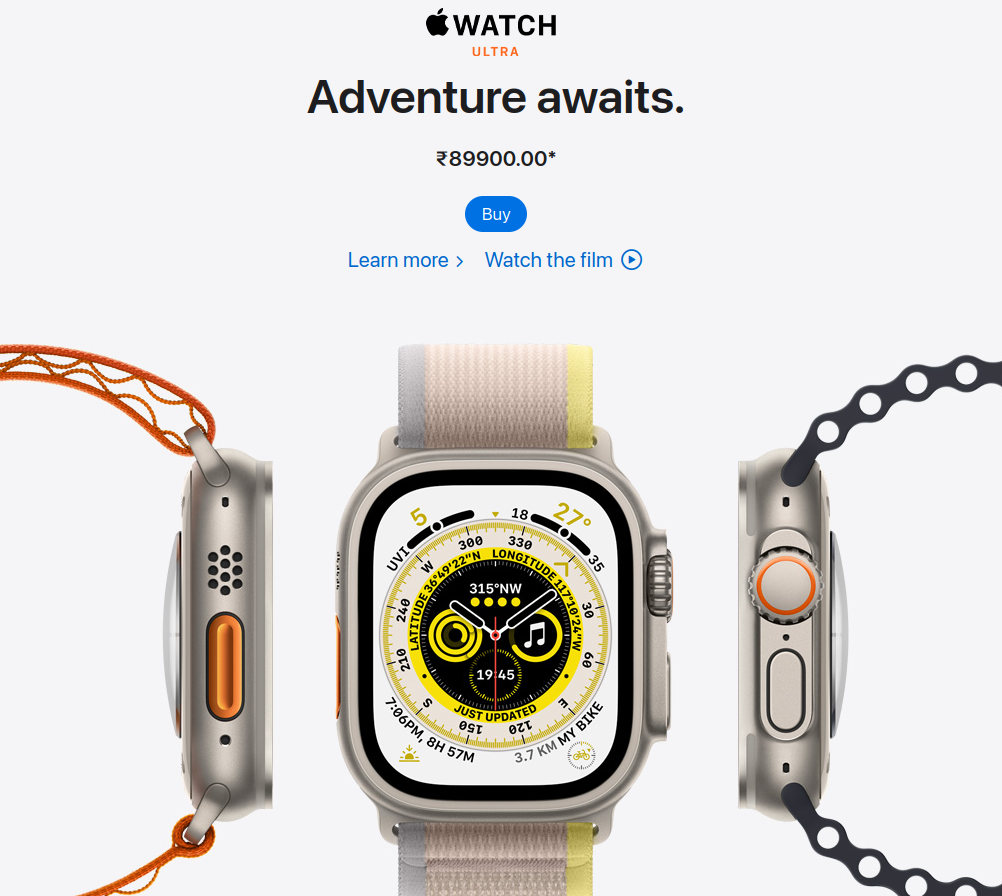 WATCH
ULTRA
Adventure awaits.
₹89900.00*
Buy
Learn more >
Watch the film
5
UVI
18
27°
35
300
330
W
240
210
S
150
120
E
60
30
LATITUDE 36°49'22"N
LONGITUDE 117°10'24"W
315°NW
19:45
JUST UPDATED
7:06PM, 8H 57M
3.7 KM MY BIKE